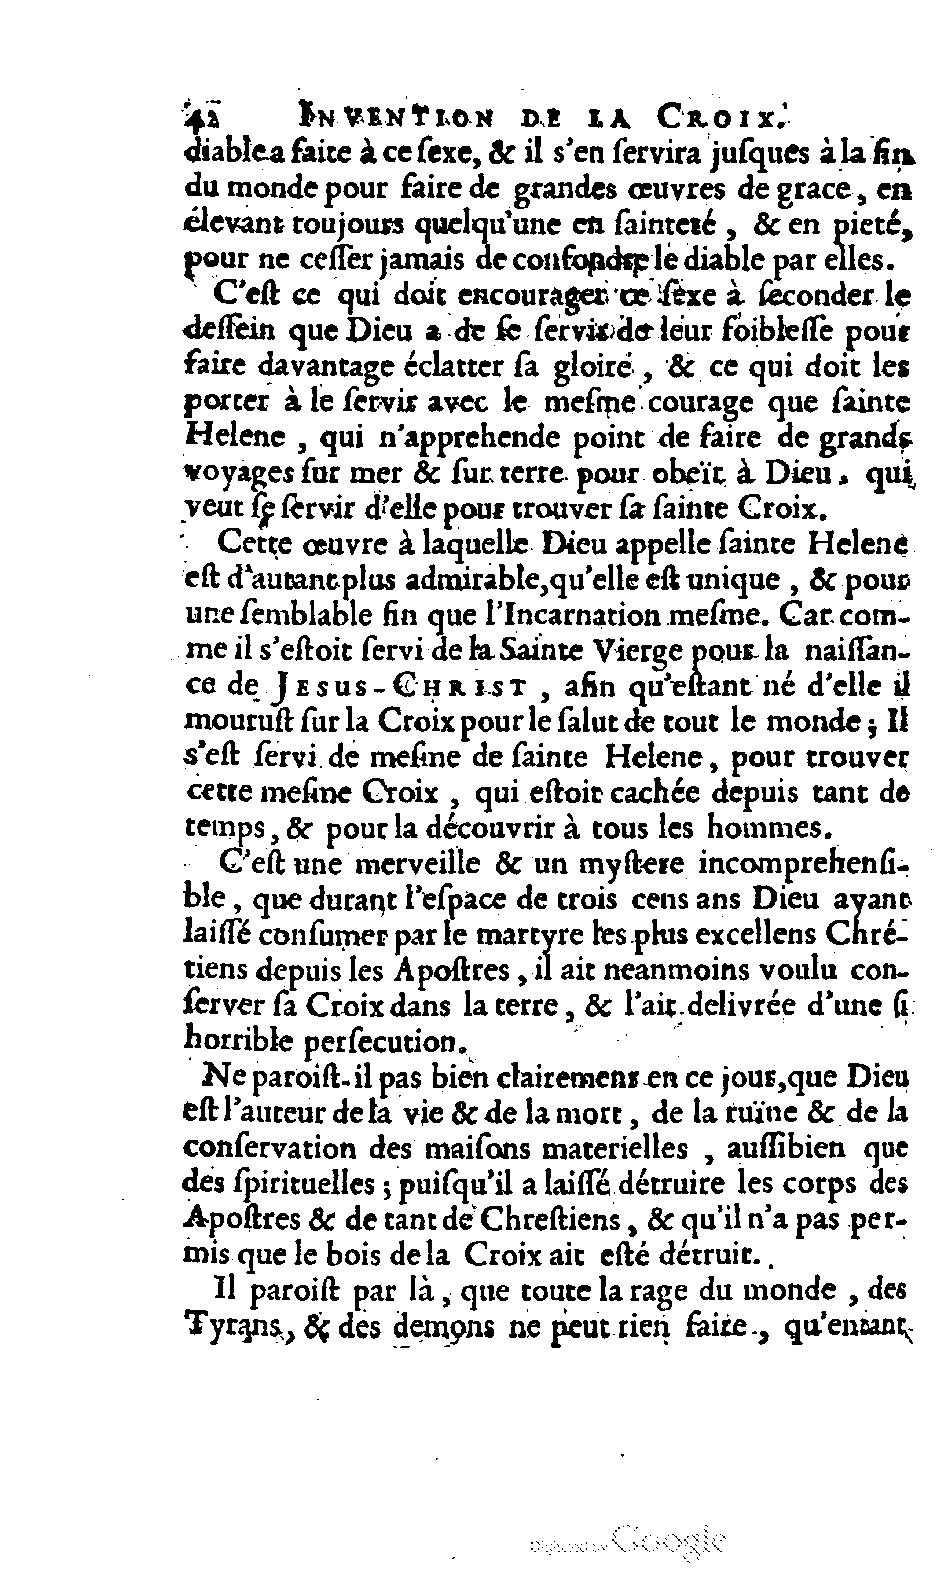 42 INVENTION DE LA CROIX.
diable a faite à ce ſexe, & il s'en ſervira juſques à la fin
du monde pour faire de grandes œuvres de grace, en
élevant toujours quelqu'une en ſainteté, & en pieté,
pour ne ceſſer jamais de confondre le diable par elles.
C'eſt ce qui doit encourager ce ſexe à ſeconder le
deſſein que Dieu a de ſe ſervir de leur foibleſſe pour
faire davantage éclatter ſa gloire, & ce qui doit les
porter à le ſervir avec le meſme courage que ſainte
Helene, qui n'apprehende point de faire de grands
voyages ſur mer & ſur terre pour obeïr à Dieu, qui
veut ſe ſervir d'elle pour trouver ſa ſainte Croix.
Cette œuvre à laquelle Dieu appelle ſainte Helene
eſt d'autant plus admirable, qu'elle eſt unique, & pour
une ſemblable fin que l'Incarnation meſme. Car com-
me il s'eſtoit ſervi de la Sainte Vierge pour la naiſſan-
ce de JESUS-CHRIST, afin qu'eſtant né d'elle il
mouruſt ſur la Croix pour le ſalut de tout le monde; Il
s'eſt ſervi de meſme de ſainte Helene, pour trouver
cette meſme Croix, qui eſtoit cachée depuis tant de
temps, & pour la découvrir à tous les hommes.
C'eſt une merveille & un myſtere incomprehenſi-
ble, que durant l'eſpace de trois cens ans Dieu ayant
laiſſé conſumer par le martyre les plus excellens Chré-
tiens depuis les Apoſtres, il ait neanmoins voulu con-
ſerver ſa Croix dans la terre, & l'ait delivrée d'une ſi
horrible perſecution.
Ne paroiſt-il pas bien clairement en ce jour, que Dieu
eſt l'auteur de la vie & de la mort, de la ruïne & de la
conſervation des maiſons materielles, auſſibien que
des ſpirituelles; puiſqu'il a laiſſé détruire les corps des
Apoſtres & de tant de Chreſtiens, & qu'il n'a pas per-
mis que le bois de la Croix ait eſté détruit.
Il paroiſt par là, que toute la rage du monde, des
Tyrans, & des demons ne peut rien faire, qu'entant
Digitized by Google